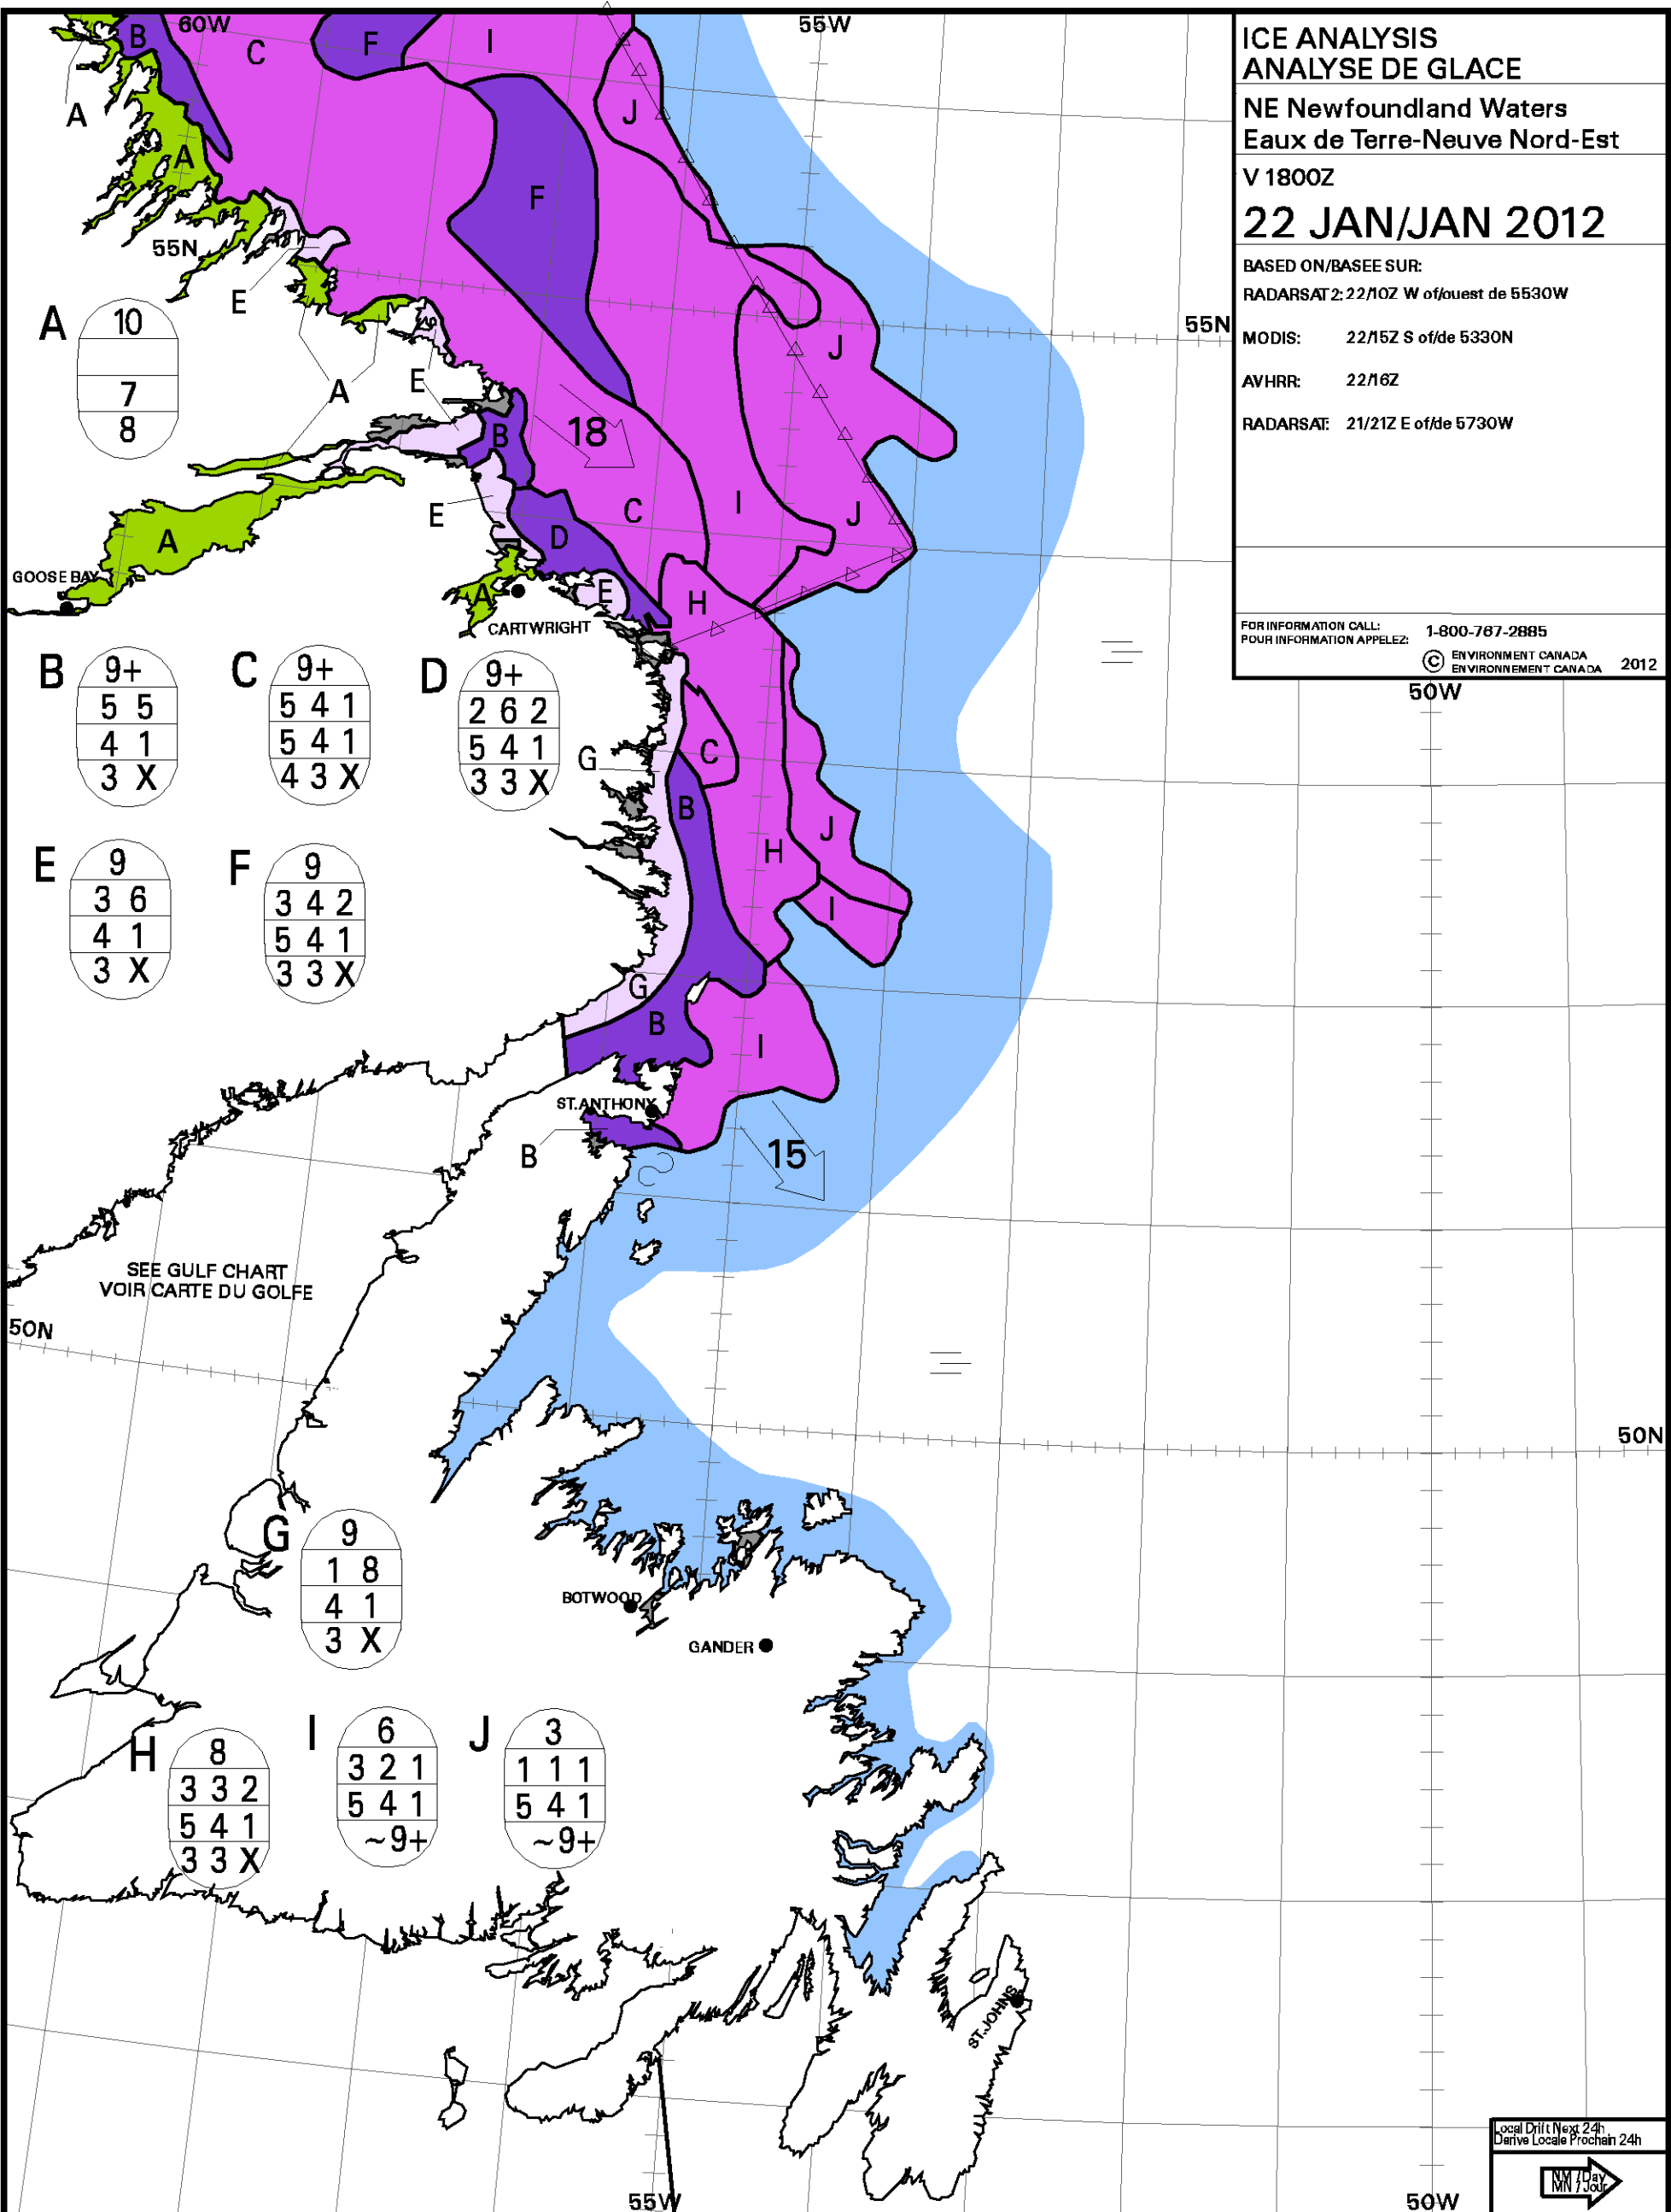 60W
55W
ICE ANALYSIS
ANALYSE DE GLACE
NE Newfoundland Waters
Eaux de Terre-Neuve Nord-Est
V 1800Z
22 JAN/JAN 2012
BASED ON/BASEE SUR:
RADARSAT2: 22/10Z W of/ouest de 5530W
MODIS: 22/15Z S of/de 5330N
AVHRR: 22/16Z
RADARSAT: 21/21Z E of/de 5730W
FOR INFORMATION CALL:
POUR INFORMATION APPELEZ: 1-800-767-2885
© ENVIRONMENT CANADA
ENVIRONNEMENT CANADA 2012
B
C
F
I
J
A
A
F
55N
E
J
55N
A
10
7
8
A
E
B
18
C
I
J
E
D
A
GOOSE BAY
A
E
H
CARTWRIGHT
B
9+
5 5
4 1
3 X
C
9+
5 4 1
5 4 1
4 3 X
D
9+
2 6 2
5 4 1
3 3 X
50W
G
C
B
J
H
I
E
9
3 6
4 1
3 X
F
9
3 4 2
5 4 1
3 3 X
G
B
I
ST.ANTHONY
B
15
SEE GULF CHART
VOIR CARTE DU GOLFE
50N
50N
G
9
1 8
4 1
3 X
BOTWOOD
GANDER
H
8
3 3 2
5 4 1
3 3 X
I
6
3 2 1
5 4 1
~9+
J
3
1 1 1
5 4 1
~9+
ST.JOHNS
Local Drift Next 24h
Derive Locale Prochain 24h
NM / Day
MN / Jour
55W
50W